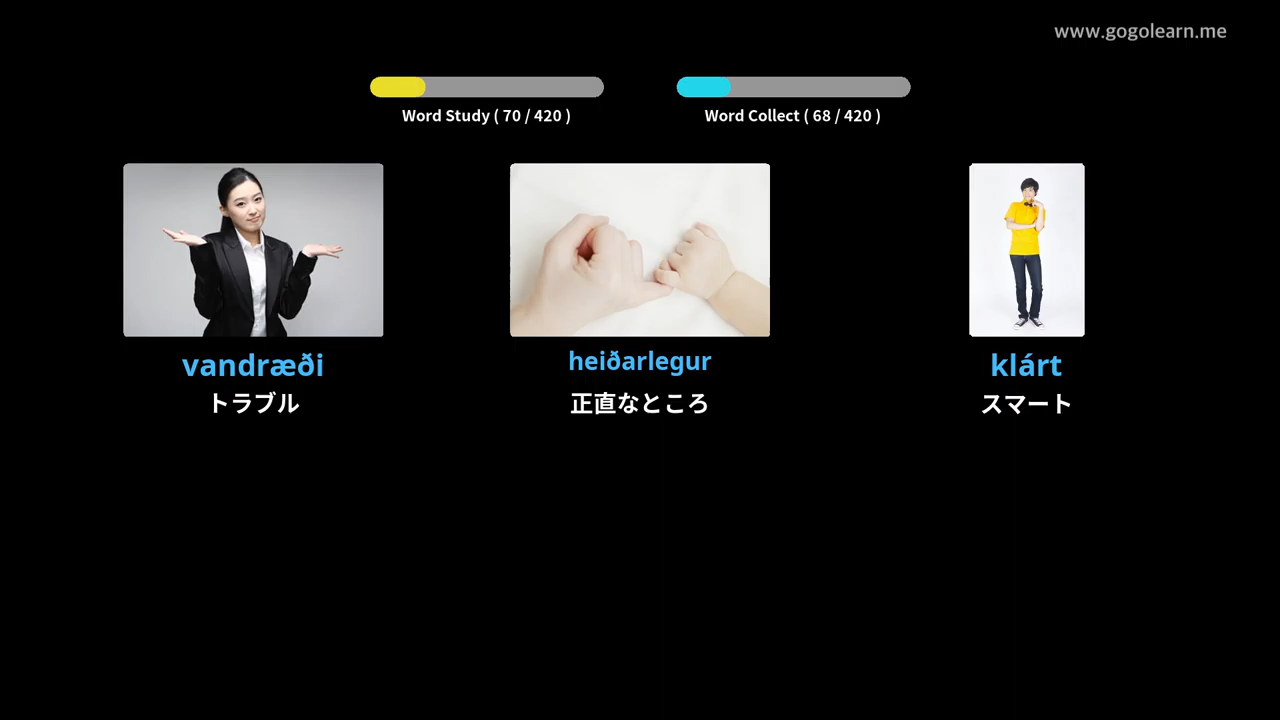 www.gogolearn.me
Word Study ( 70 / 420 )
Word Collect ( 68 / 420 )
vandræði
heiðarlegur
klárt
トラブル
正直なところ
スマート